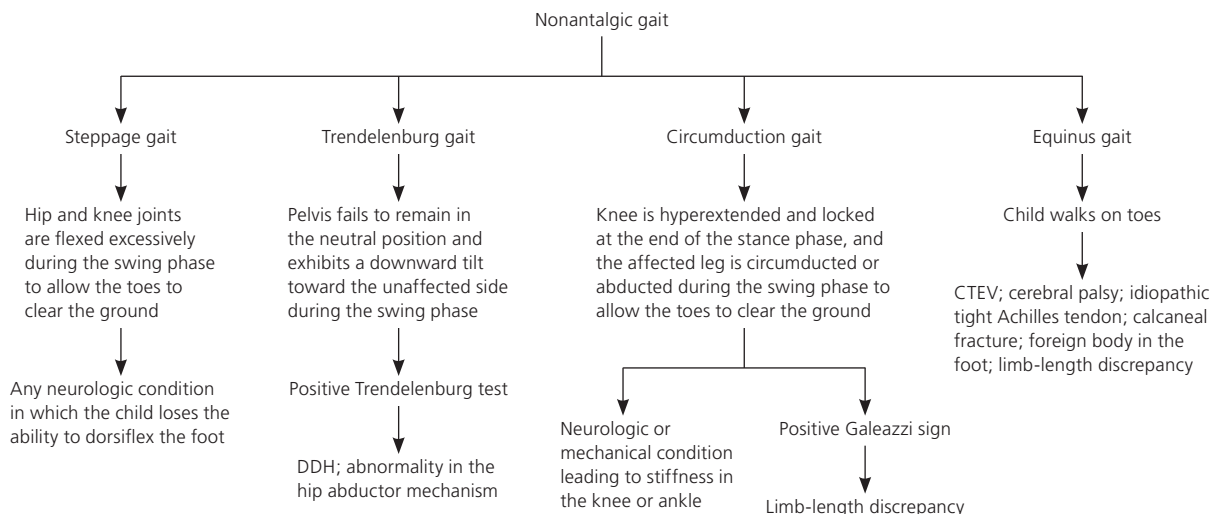 Nonantalgic gait
Steppage gait
Trendelenburg gait
Circumduction gait
Equinus gait
Hip and knee joints
are flexed excessively
during the swing phase
to allow the toes to
clear the ground
Pelvis fails to remain in
the neutral position and
exhibits a downward tilt
toward the unaffected side
during the swing phase
Knee is hyperextended and locked
at the end of the stance phase, and
the affected leg is circumducted or
abducted during the swing phase to
allow the toes to clear the ground
Child walks on toes
CTEV; cerebral palsy; idiopathic
tight Achilles tendon; calcaneal
fracture; foreign body in the
foot; limb-length discrepancy
Any neurologic condition
in which the child loses the
ability to dorsiflex the foot
Positive Trendelenburg test
DDH; abnormality in the
hip abductor mechanism
Neurologic or
mechanical condition
leading to stiffness in
the knee or ankle
Positive Galeazzi sign
Limb-length discrepancy